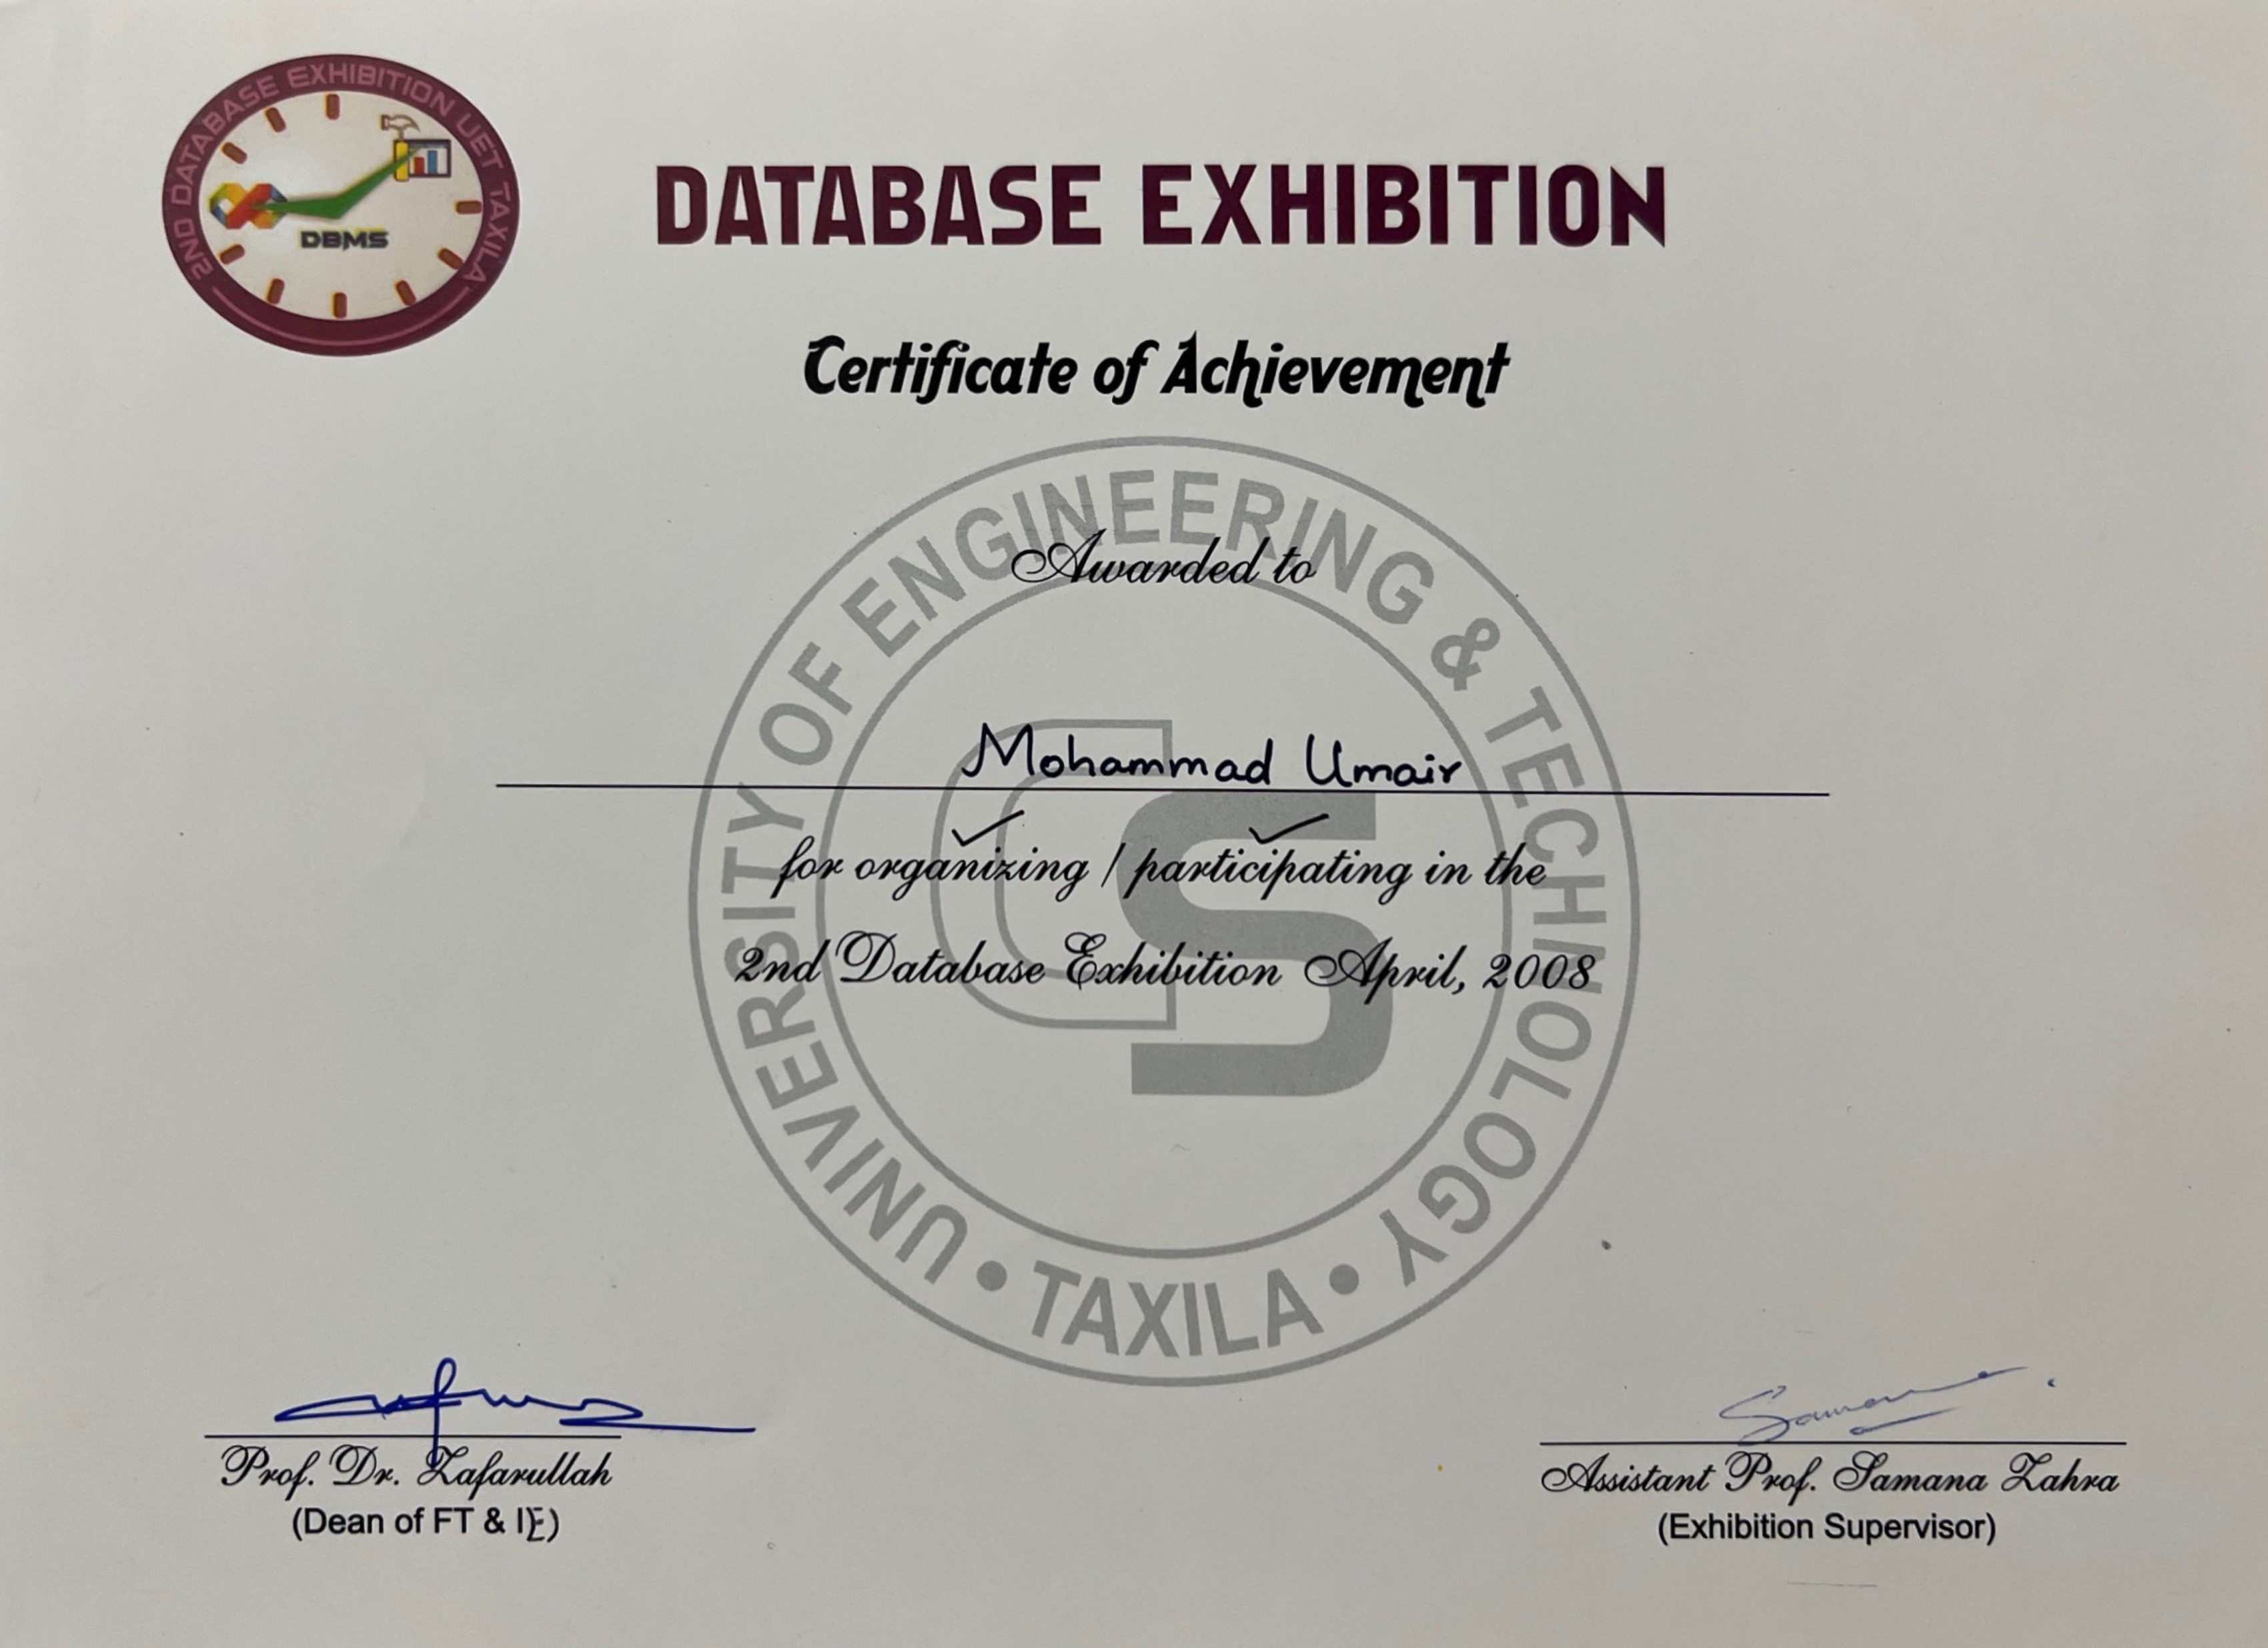 2ND DATABASE EXHIBITION UET TAXILA
DBMS
DATABASE EXHIBITION
Certificate of Achievement
UNIVERSITY OF ENGINEERING & TECHNOLOGY
• TAXILA •
CS
Awarded to
Mohammad Umair
for organizing / participating in the
2nd Database Exhibition April, 2008
Prof. Dr. Zafarullah
(Dean of FT & IE)
Samana
Assistant Prof. Samana Zahra
(Exhibition Supervisor)